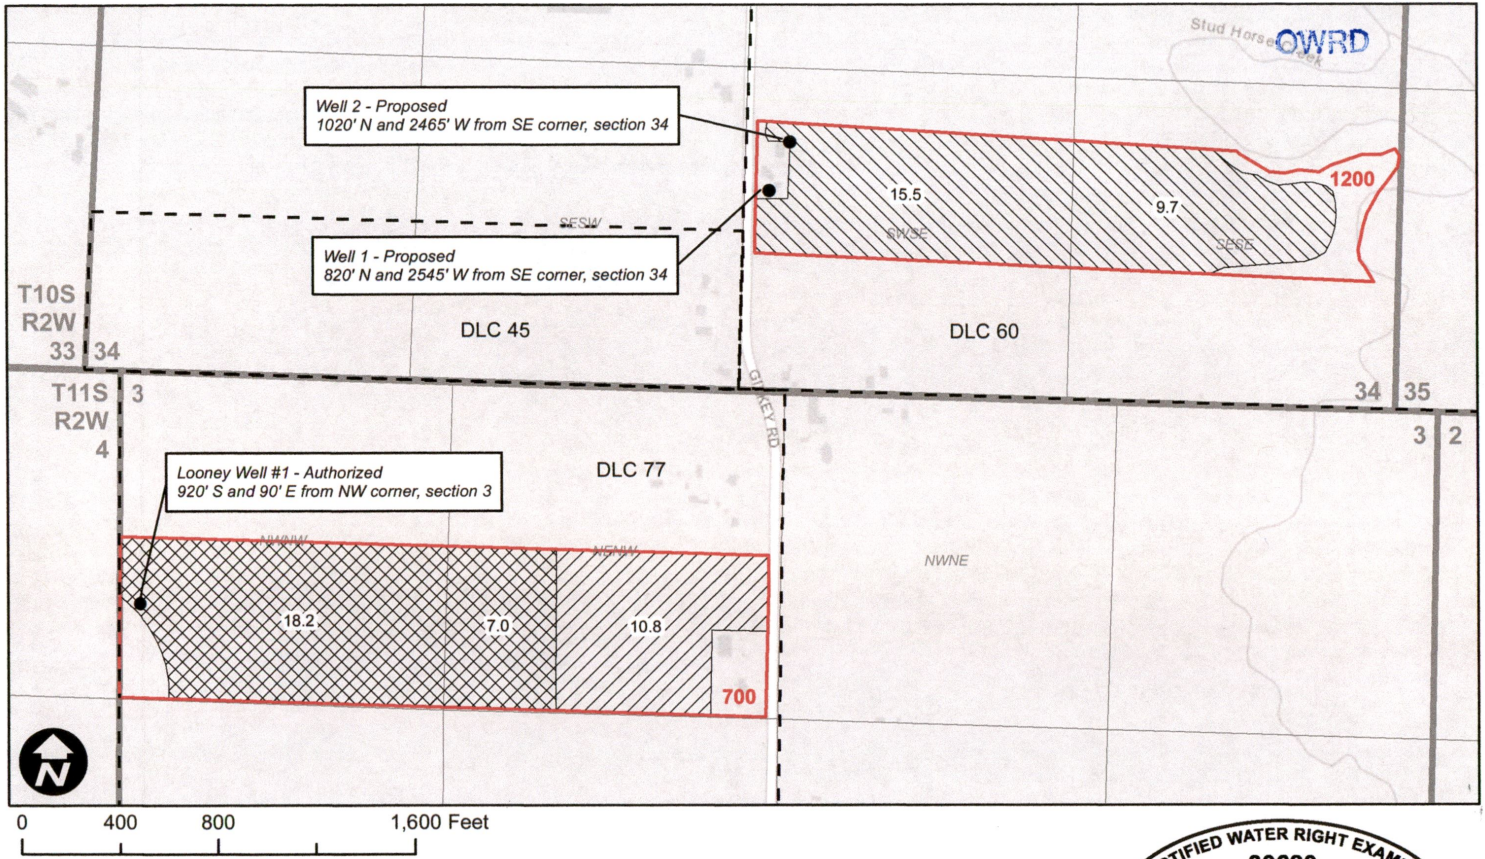 Stud Horse Creek
OWRD
Well 2 - Proposed
1020' N and 2465' W from SE corner, section 34
1200
15.5
9.7
SESW
SWSE
SESE
Well 1 - Proposed
820' N and 2545' W from SE corner, section 34
T10S
R2W
33 34
DLC 45
DLC 60
34 35
T11S
R2W
4
3
GILKEY RD
3 2
Looney Well #1 - Authorized
920' S and 90' E from NW corner, section 3
DLC 77
NWNW
NENW
NWNE
18.2
7.0
10.8
700
N
0 400 800 1,600 Feet